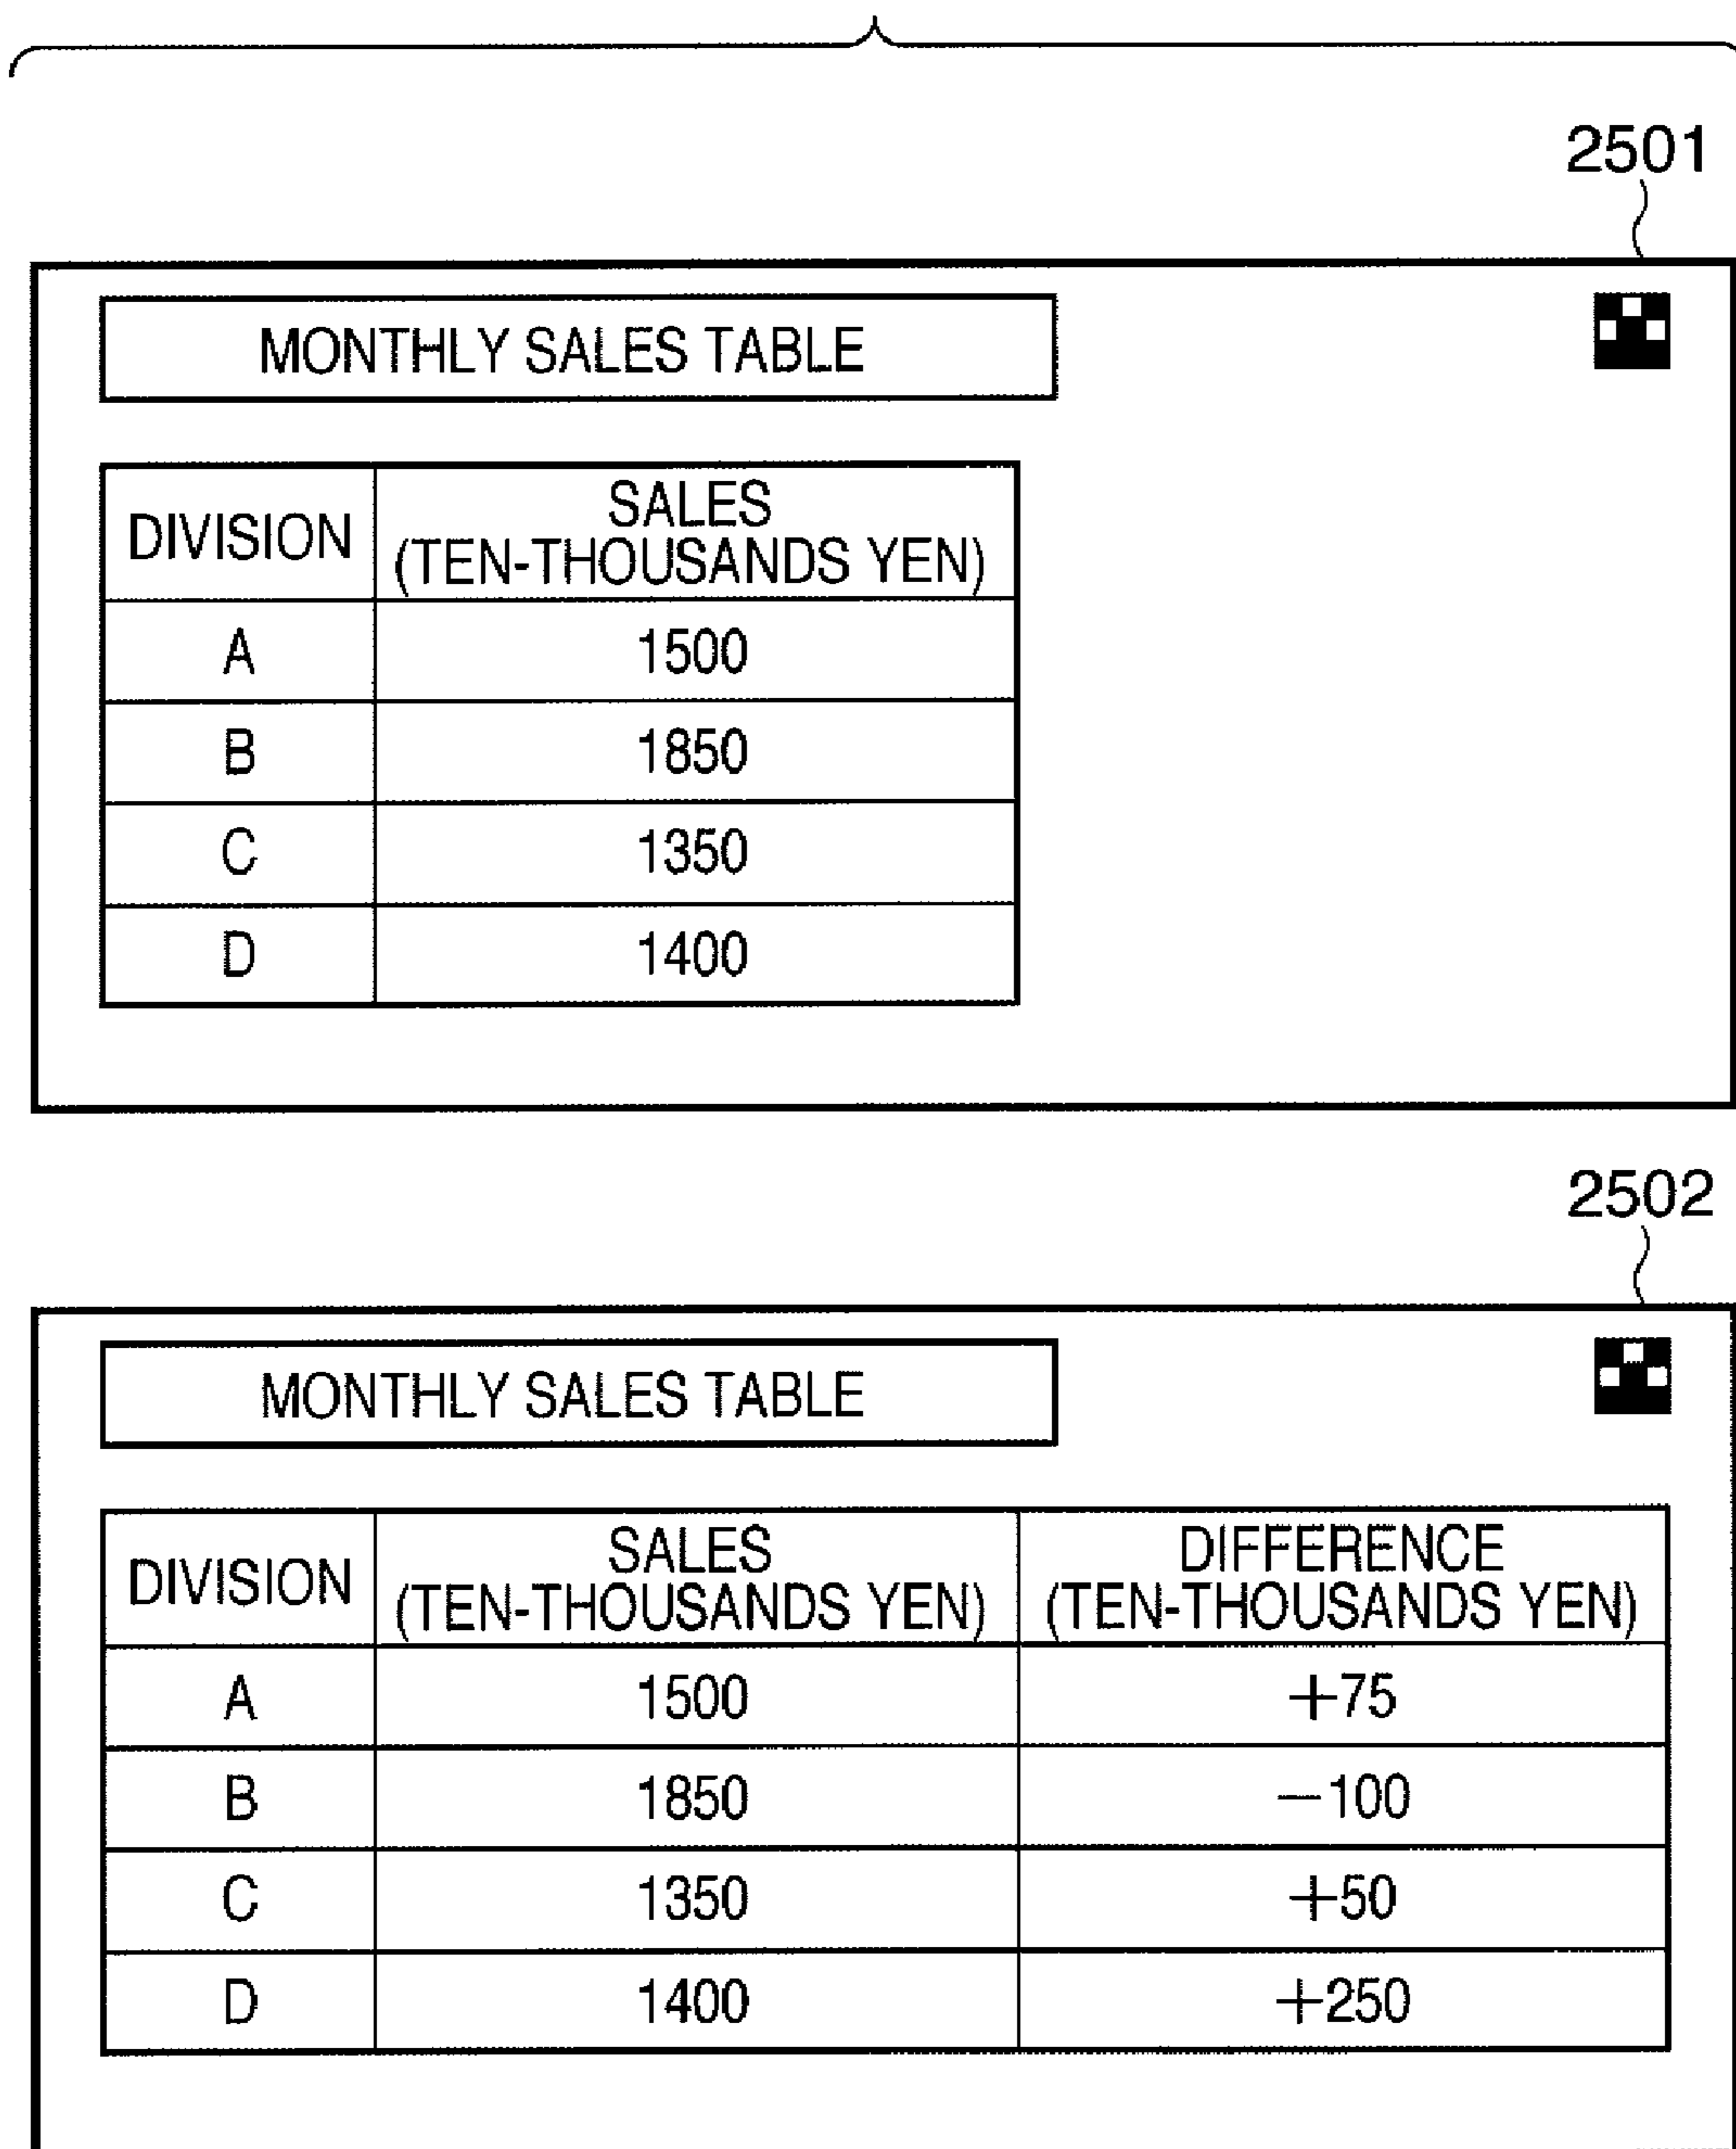 2501
MONTHLY SALES TABLE
DIVISION
SALES
(TEN-THOUSANDS YEN)
A 1500
B 1850
C 1350
D 1400
2502
MONTHLY SALES TABLE
DIVISION
SALES
(TEN-THOUSANDS YEN)
DIFFERENCE
(TEN-THOUSANDS YEN)
A 1500 +75
B 1850 −100
C 1350 +50
D 1400 +250